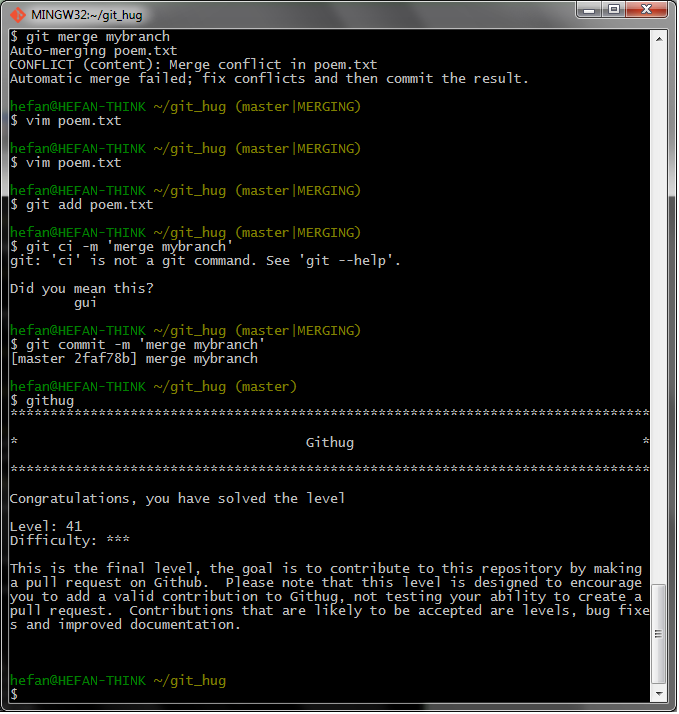 MINGW32:~/git_hug
$ git merge mybranch
Auto-merging poem.txt
CONFLICT (content): Merge conflict in poem.txt
Automatic merge failed; fix conflicts and then commit the result.
hefan@HEFAN-THINK ~/git_hug (master|MERGING)
$ vim poem.txt
hefan@HEFAN-THINK ~/git_hug (master|MERGING)
$ vim poem.txt
hefan@HEFAN-THINK ~/git_hug (master|MERGING)
$ git add poem.txt
hefan@HEFAN-THINK ~/git_hug (master|MERGING)
$ git ci -m 'merge mybranch'
git: 'ci' is not a git command. See 'git --help'.
Did you mean this?
gui
hefan@HEFAN-THINK ~/git_hug (master|MERGING)
$ git commit -m 'merge mybranch'
[master 2faf78b] merge mybranch
hefan@HEFAN-THINK ~/git_hug (master)
$ githug
********************************************************************************
* Githug *
********************************************************************************
Congratulations, you have solved the level
Level: 41
Difficulty: ***
This is the final level, the goal is to contribute to this repository by making
a pull request on Github.  Please note that this level is designed to encourage
you to add a valid contribution to Githug, not testing your ability to create a
pull request.  Contributions that are likely to be accepted are levels, bug fixe
s and improved documentation.
hefan@HEFAN-THINK ~/git_hug
$